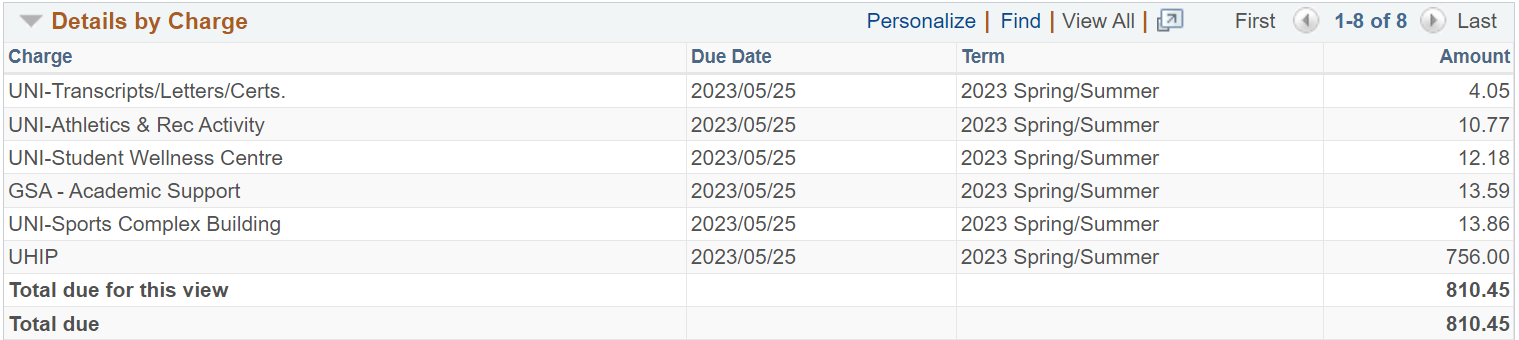 Details by Charge Personalize | Find | View All | First 1-8 of 8 Last
Charge Due Date Term Amount
UNI-Transcripts/Letters/Certs. 2023/05/25 2023 Spring/Summer 4.05
UNI-Athletics & Rec Activity 2023/05/25 2023 Spring/Summer 10.77
UNI-Student Wellness Centre 2023/05/25 2023 Spring/Summer 12.18
GSA - Academic Support 2023/05/25 2023 Spring/Summer 13.59
UNI-Sports Complex Building 2023/05/25 2023 Spring/Summer 13.86
UHIP 2023/05/25 2023 Spring/Summer 756.00
Total due for this view 810.45
Total due 810.45